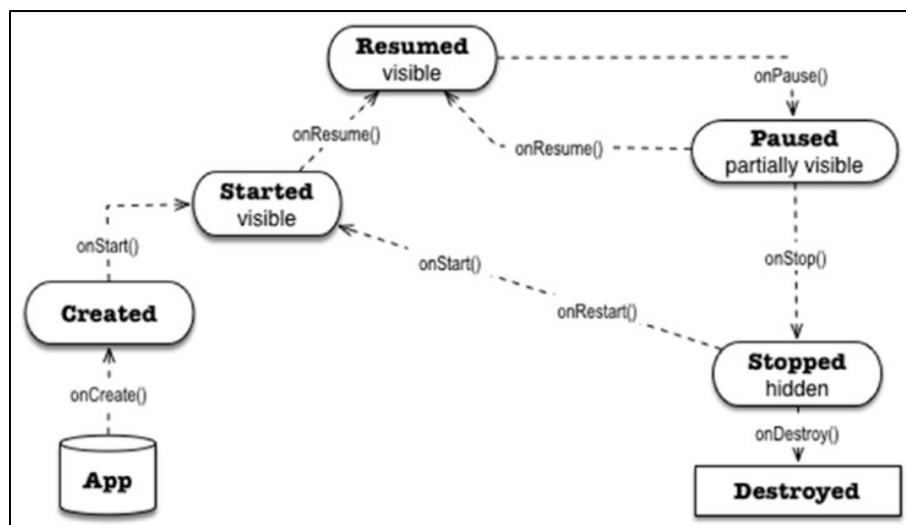 Resumed
visible
onPause()
onResume()
onResume()
Paused
partially visible
Started
visible
onStart()
onStart()
onStop()
Created
onRestart()
Stopped
hidden
onCreate()
onDestroy()
App
Destroyed